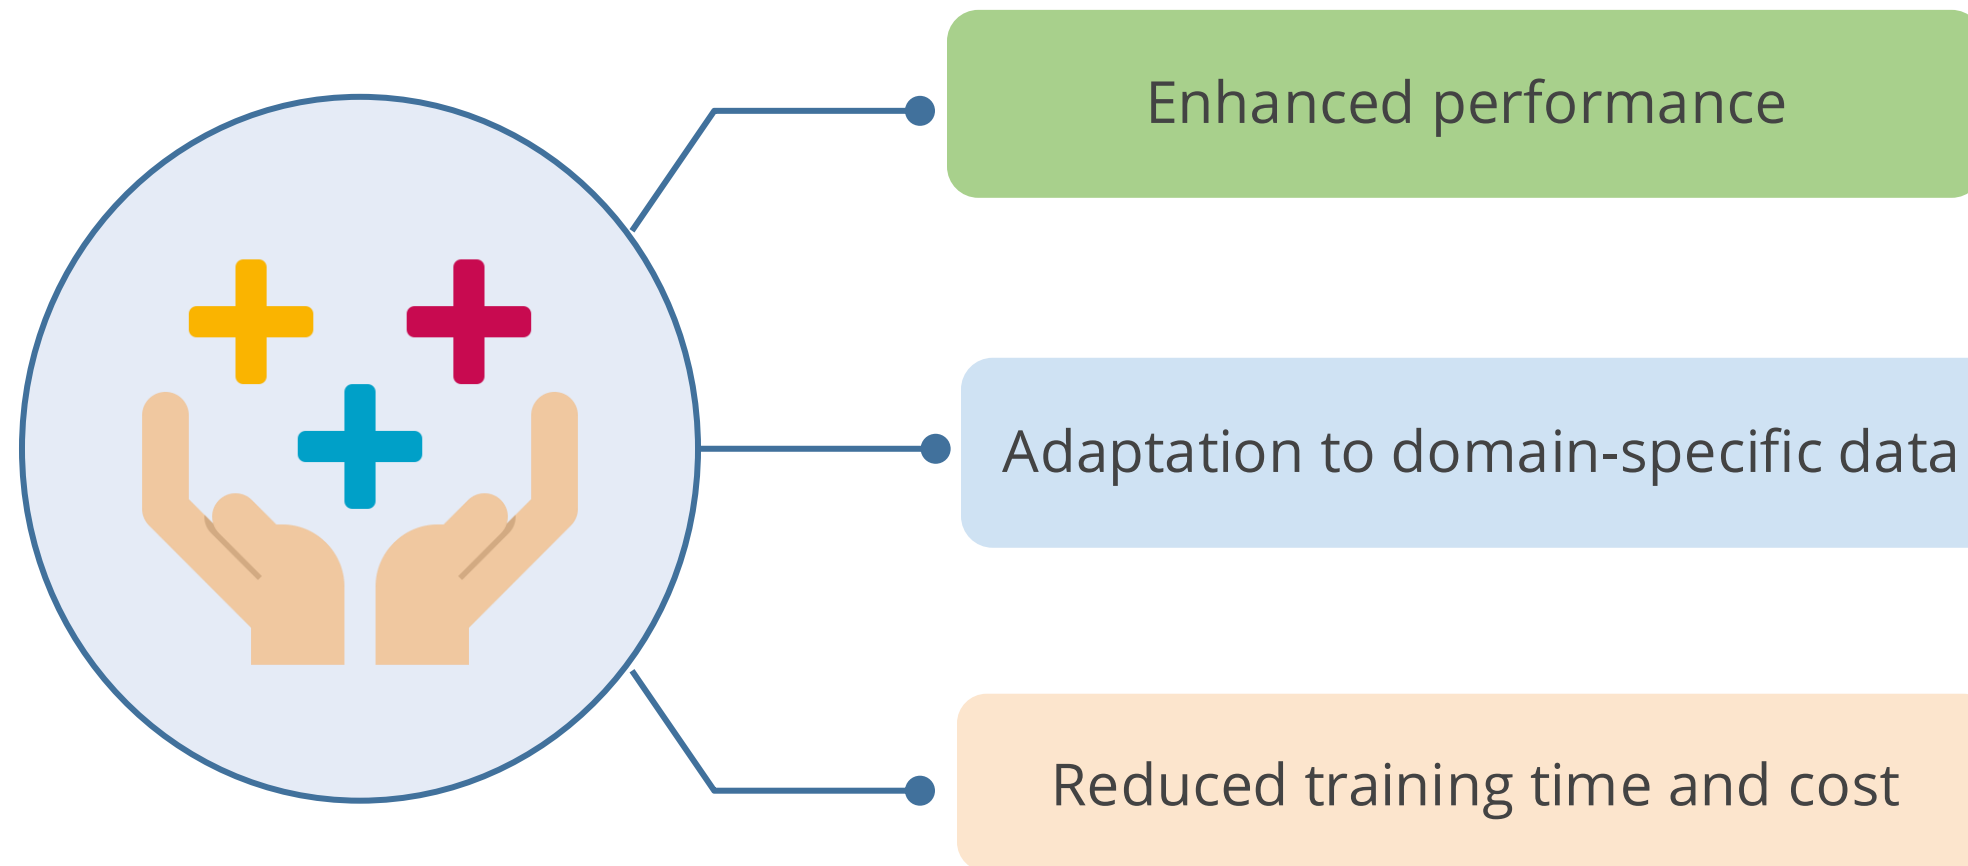 Enhanced performance
Adaptation to domain-specific data
Reduced training time and cost